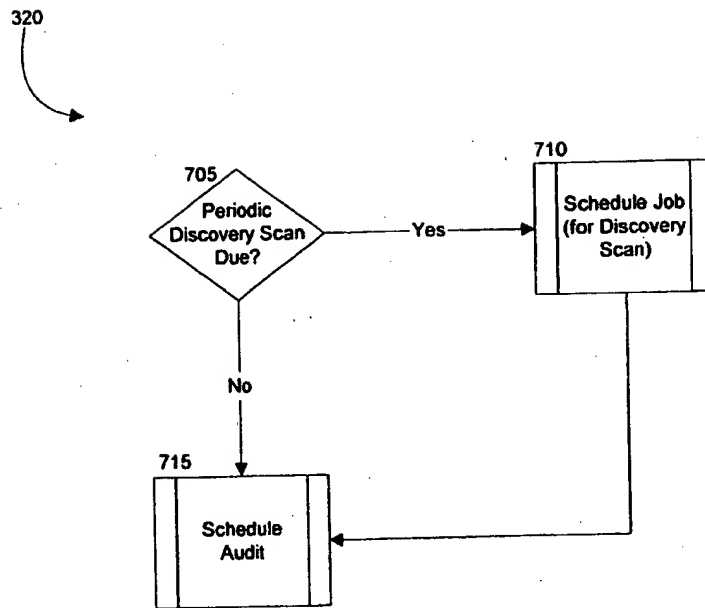 320
705
Periodic
Discovery Scan
Due?
Yes
710
Schedule Job
(for Discovery
Scan)
No
715
Schedule
Audit